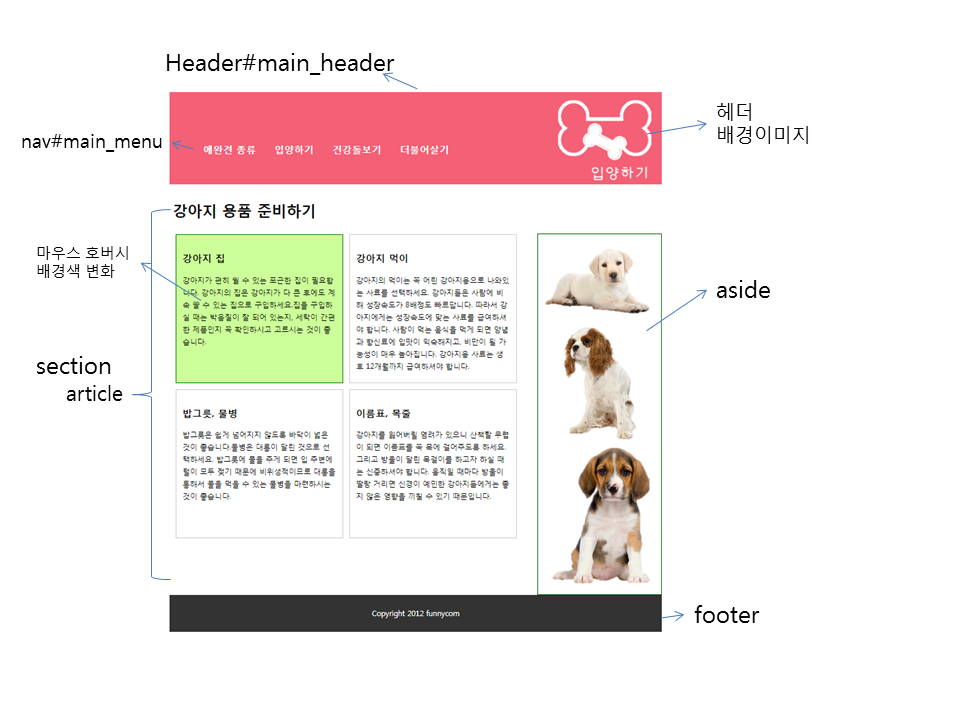 Header#main_header
헤더
배경이미지
nav#main_menu
애완견 종류 입양하기 건강돌보기 더불어살기
입양하기
강아지 용품 준비하기
마우스 호버시
배경색 변화
강아지 집
강아지가 편히 쉴 수 있는 포근한 집이 필요합
니다. 강아지의 집은 강아지가 다 큰 후에도 계
속 쓸 수 있는 집으로 구입하세요.집을 구입하
실 때는 박음질이 잘 되어 있는지, 세탁이 간편
한 제품인지 꼭 확인하시고 고르시는 것이 좋
습니다.
강아지 먹이
강아지의 먹이는 꼭 어린 강아지용으로 나와있
는 사료를 선택하세요. 강아지들은 사람에 비
해 성장속도가 8배정도 빠르답니다. 따라서 강
아지에게는 성장속도에 맞는 사료를 급여하셔
야 합니다. 사람이 먹는 음식을 먹게 되면 양념
과 향신료에 입맛이 익숙해지고, 비만이 될 가
능성이 매우 높아집니다. 강아지용 사료는 생
후 12개월까지 급여하셔야 합니다.
aside
section
article
밥그릇, 물병
밥그릇은 쉽게 넘어지지 않도록 바닥이 넓은
것이 좋습니다.물병은 대롱이 달린 것으로 선
택하세요. 밥그릇에 물을 주게 되면 입 주변에
털이 모두 젖기 때문에 비위생적이므로 대롱을
통해서 물을 먹을 수 있는 물병을 마련하시는
것이 좋습니다.
이름표, 목줄
강아지를 잃어버릴 염려가 있으니 산책할 무렵
이 되면 이름표를 꼭 목에 걸어주도록 하세요.
그리고 방울이 달린 목걸이를 하고자 하실 때
는 신중하셔야 합니다. 움직일 때마다 방울이
딸랑 거리면 신경이 예민한 강아지들에게는 좋
지 않은 영향을 끼칠 수 있기 때문입니다.
Copyright 2012 funnycom
footer